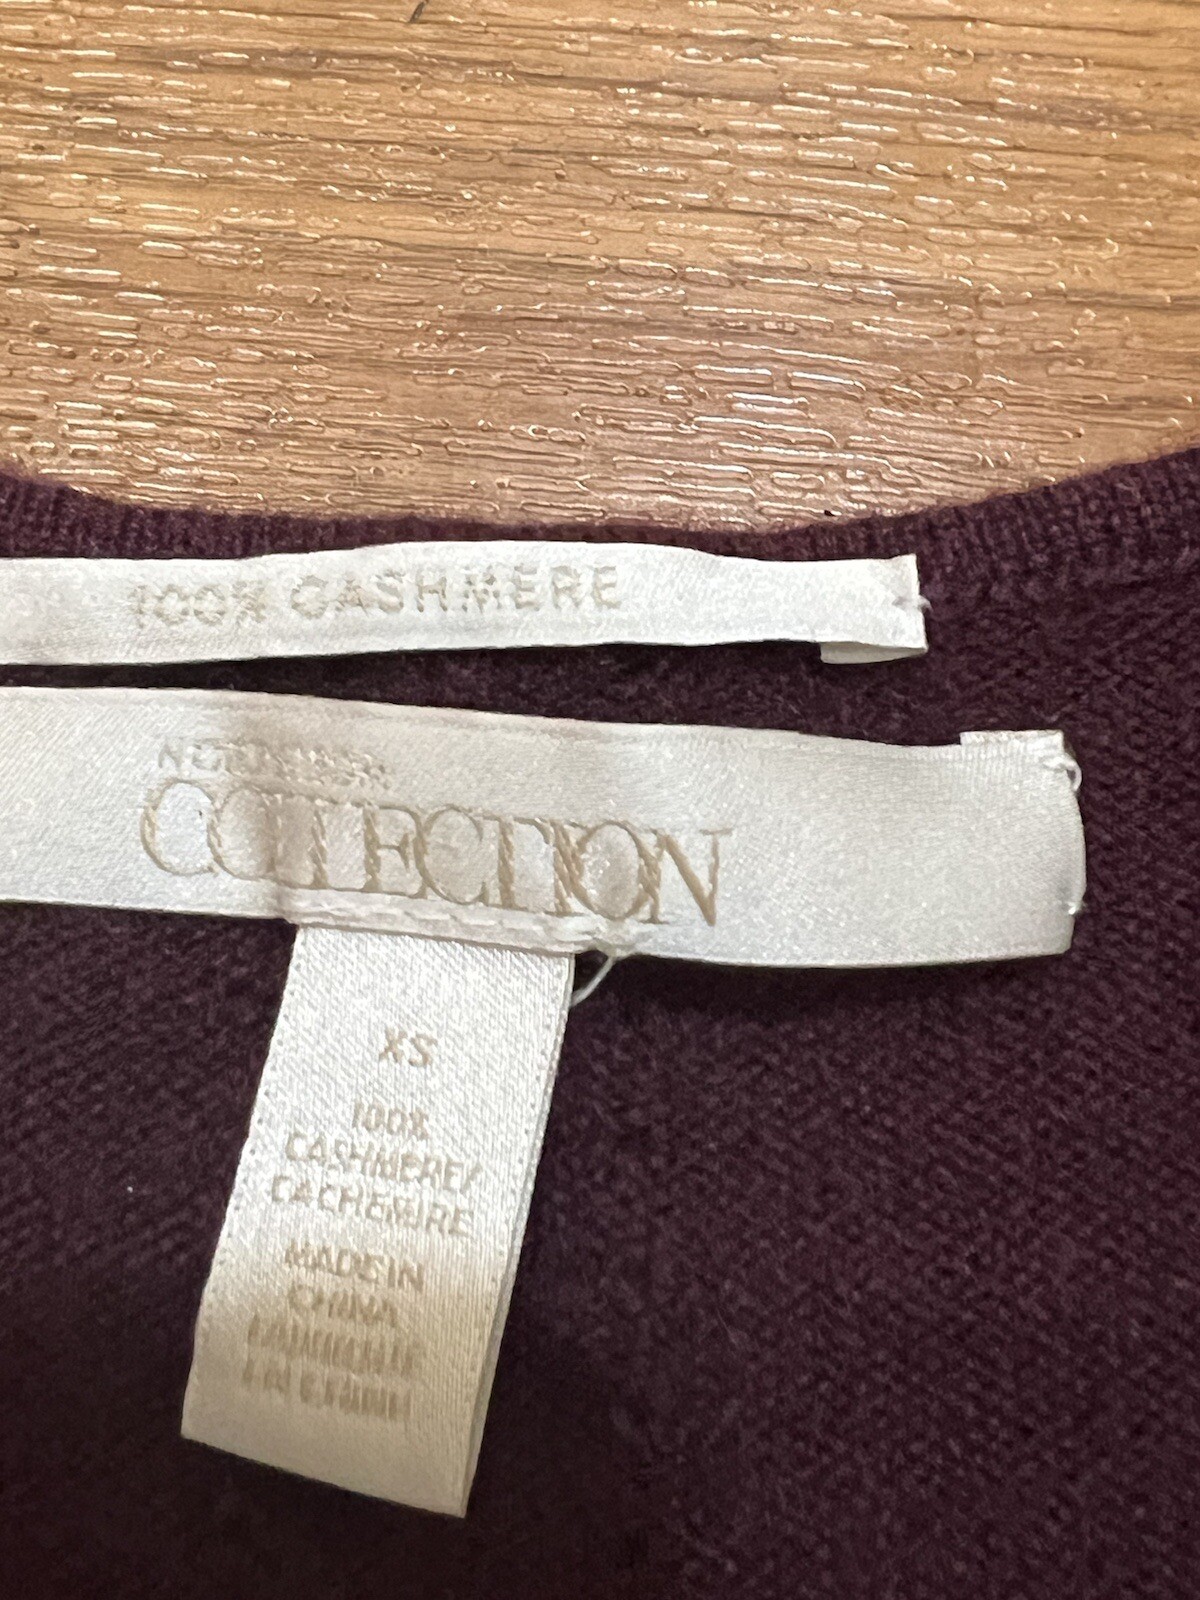 100% CASHMERE
COLLECTION
XS
100%
CASHMERE/
CACHEMIRE
MADE IN
CHINA